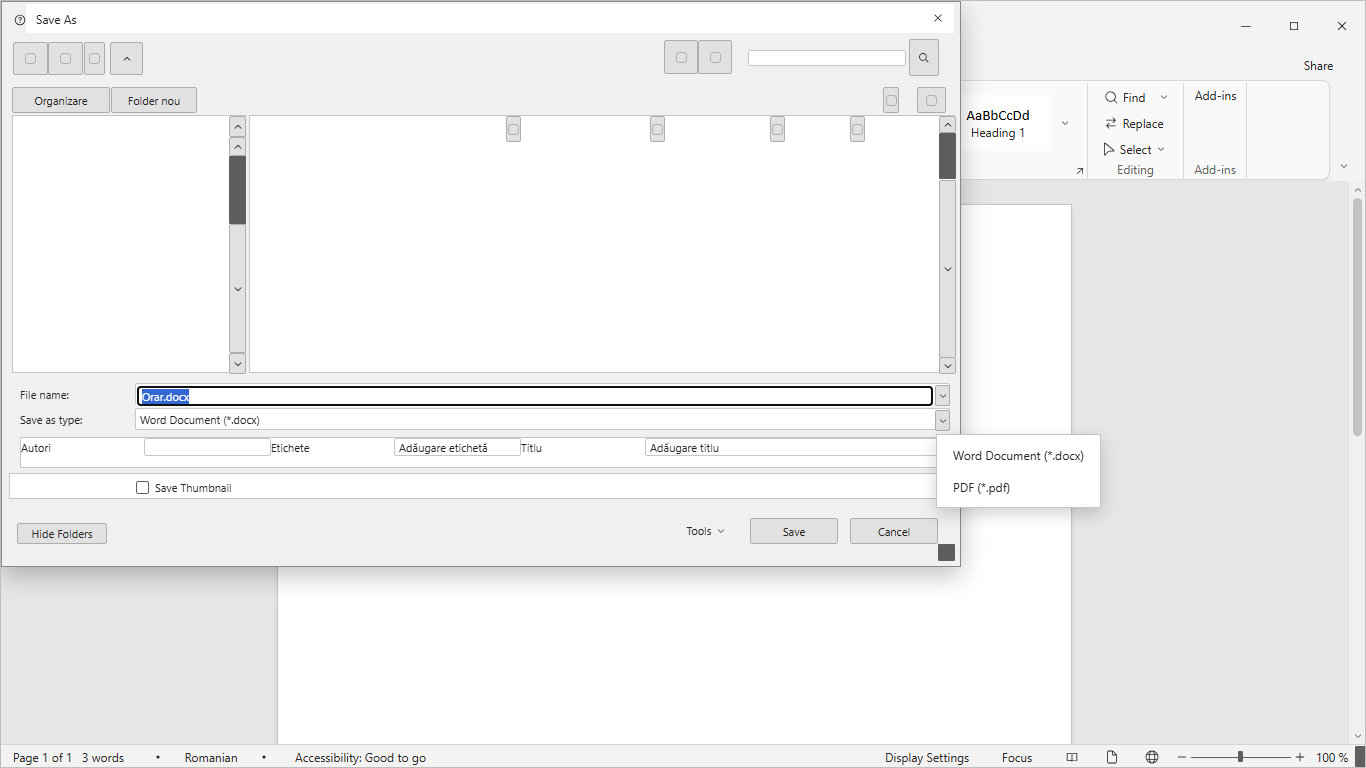 Save As
Share
Organizare
Folder nou
AaBbCcDd
Heading 1
Find
Replace
Select
Editing
Add-ins
Add-ins
File name:
Orar.docx
Save as type:
Word Document (*.docx)
Autori
Etichete
Adăugare etichetă
Titlu
Adăugare titlu
Word Document (*.docx)
PDF (*.pdf)
Save Thumbnail
Hide Folders
Tools
Save
Cancel
Page 1 of 1
3 words
Romanian
Accessibility: Good to go
Display Settings
Focus
100 %